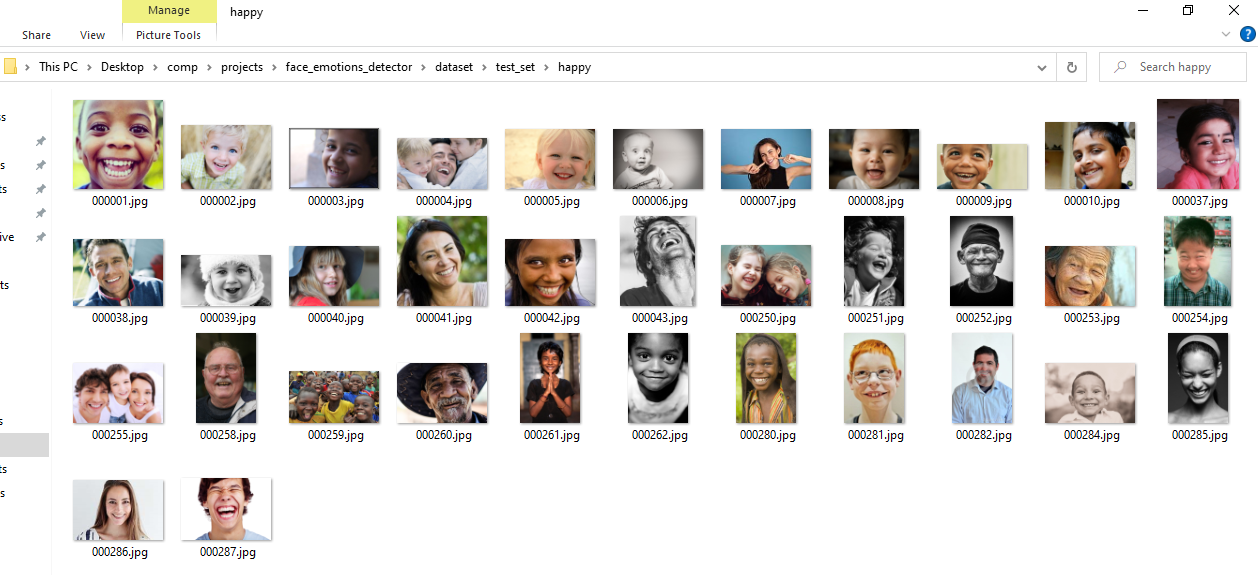 Manage happy
Share View Picture Tools
This PC > Desktop > comp > projects > face_emotions_detector > dataset > test_set > happy
Search happy
ss
s
ts
ive
ts
s
ts
s
000001.jpg 000002.jpg 000003.jpg 000004.jpg 000005.jpg 000006.jpg 000007.jpg 000008.jpg 000009.jpg 000010.jpg 000037.jpg
000038.jpg 000039.jpg 000040.jpg 000041.jpg 000042.jpg 000043.jpg 000250.jpg 000251.jpg 000252.jpg 000253.jpg 000254.jpg
000255.jpg 000258.jpg 000259.jpg 000260.jpg 000261.jpg 000262.jpg 000280.jpg 000281.jpg 000282.jpg 000284.jpg 000285.jpg
000286.jpg 000287.jpg